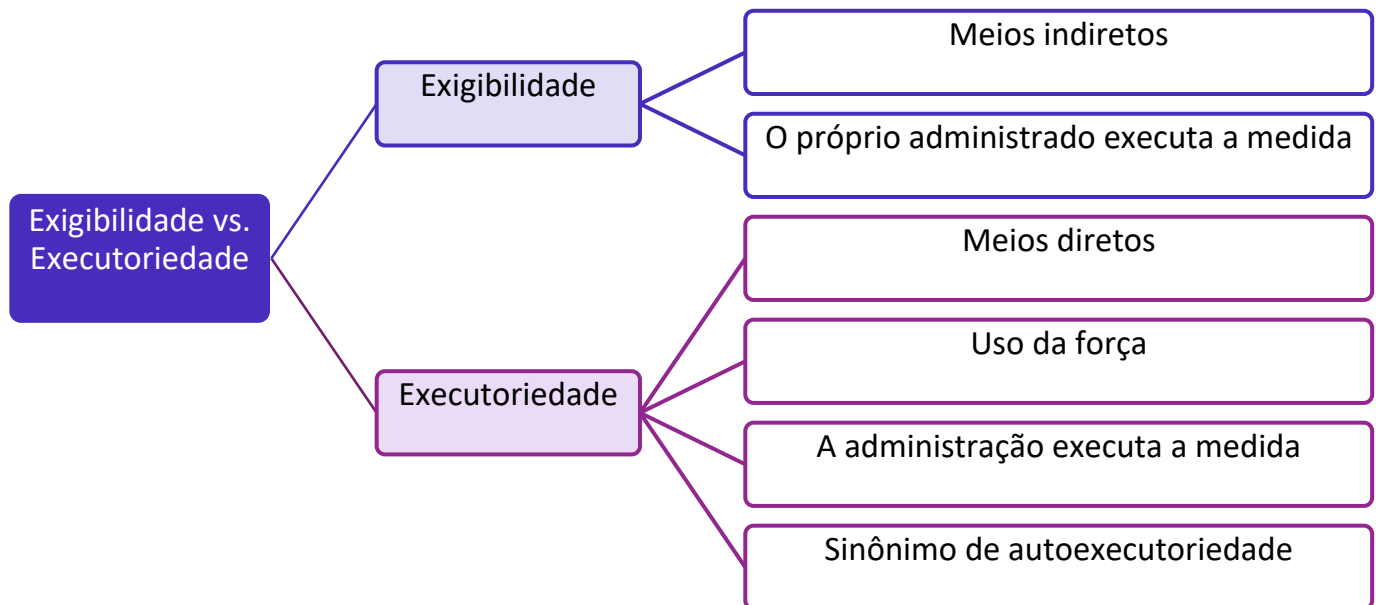 Exigibilidade vs.
Executoriedade
Exigibilidade
Meios indiretos
O próprio administrado executa a medida
Executoriedade
Meios diretos
Uso da força
A administração executa a medida
Sinônimo de autoexecutoriedade